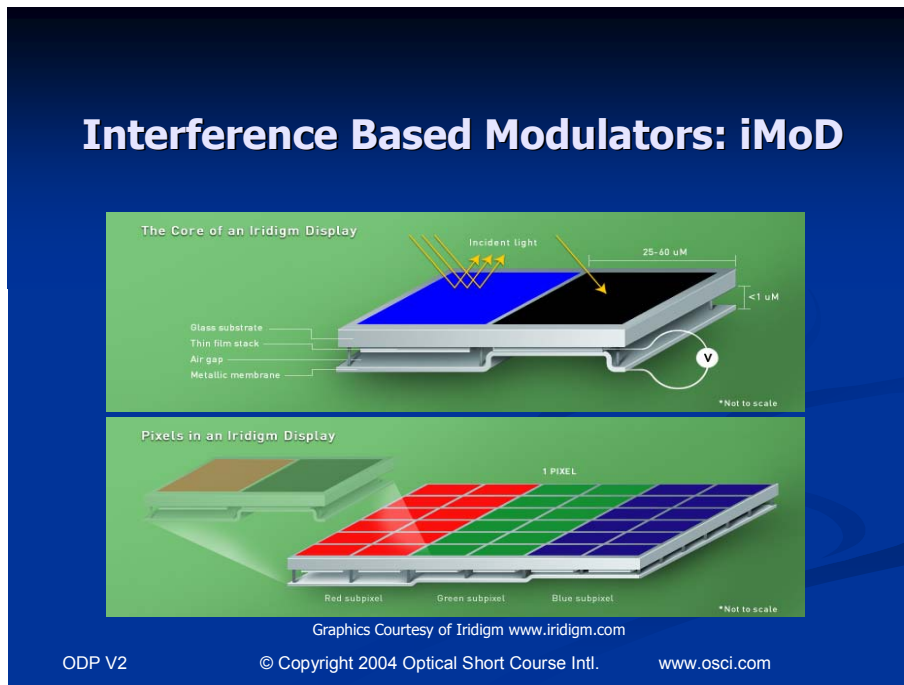 Interference Based Modulators: iMoD
The Core of an Iridigm Display
Incident light
25-60 uM
<1 uM
Glass substrate
Thin film stack
Air gap
Metallic membrane
V
*Not to scale
Pixels in an Iridigm Display
1 PIXEL
Red subpixel Green subpixel Blue subpixel
*Not to scale
Graphics Courtesy of Iridigm www.iridigm.com
ODP V2 © Copyright 2004 Optical Short Course Intl. www.osci.com